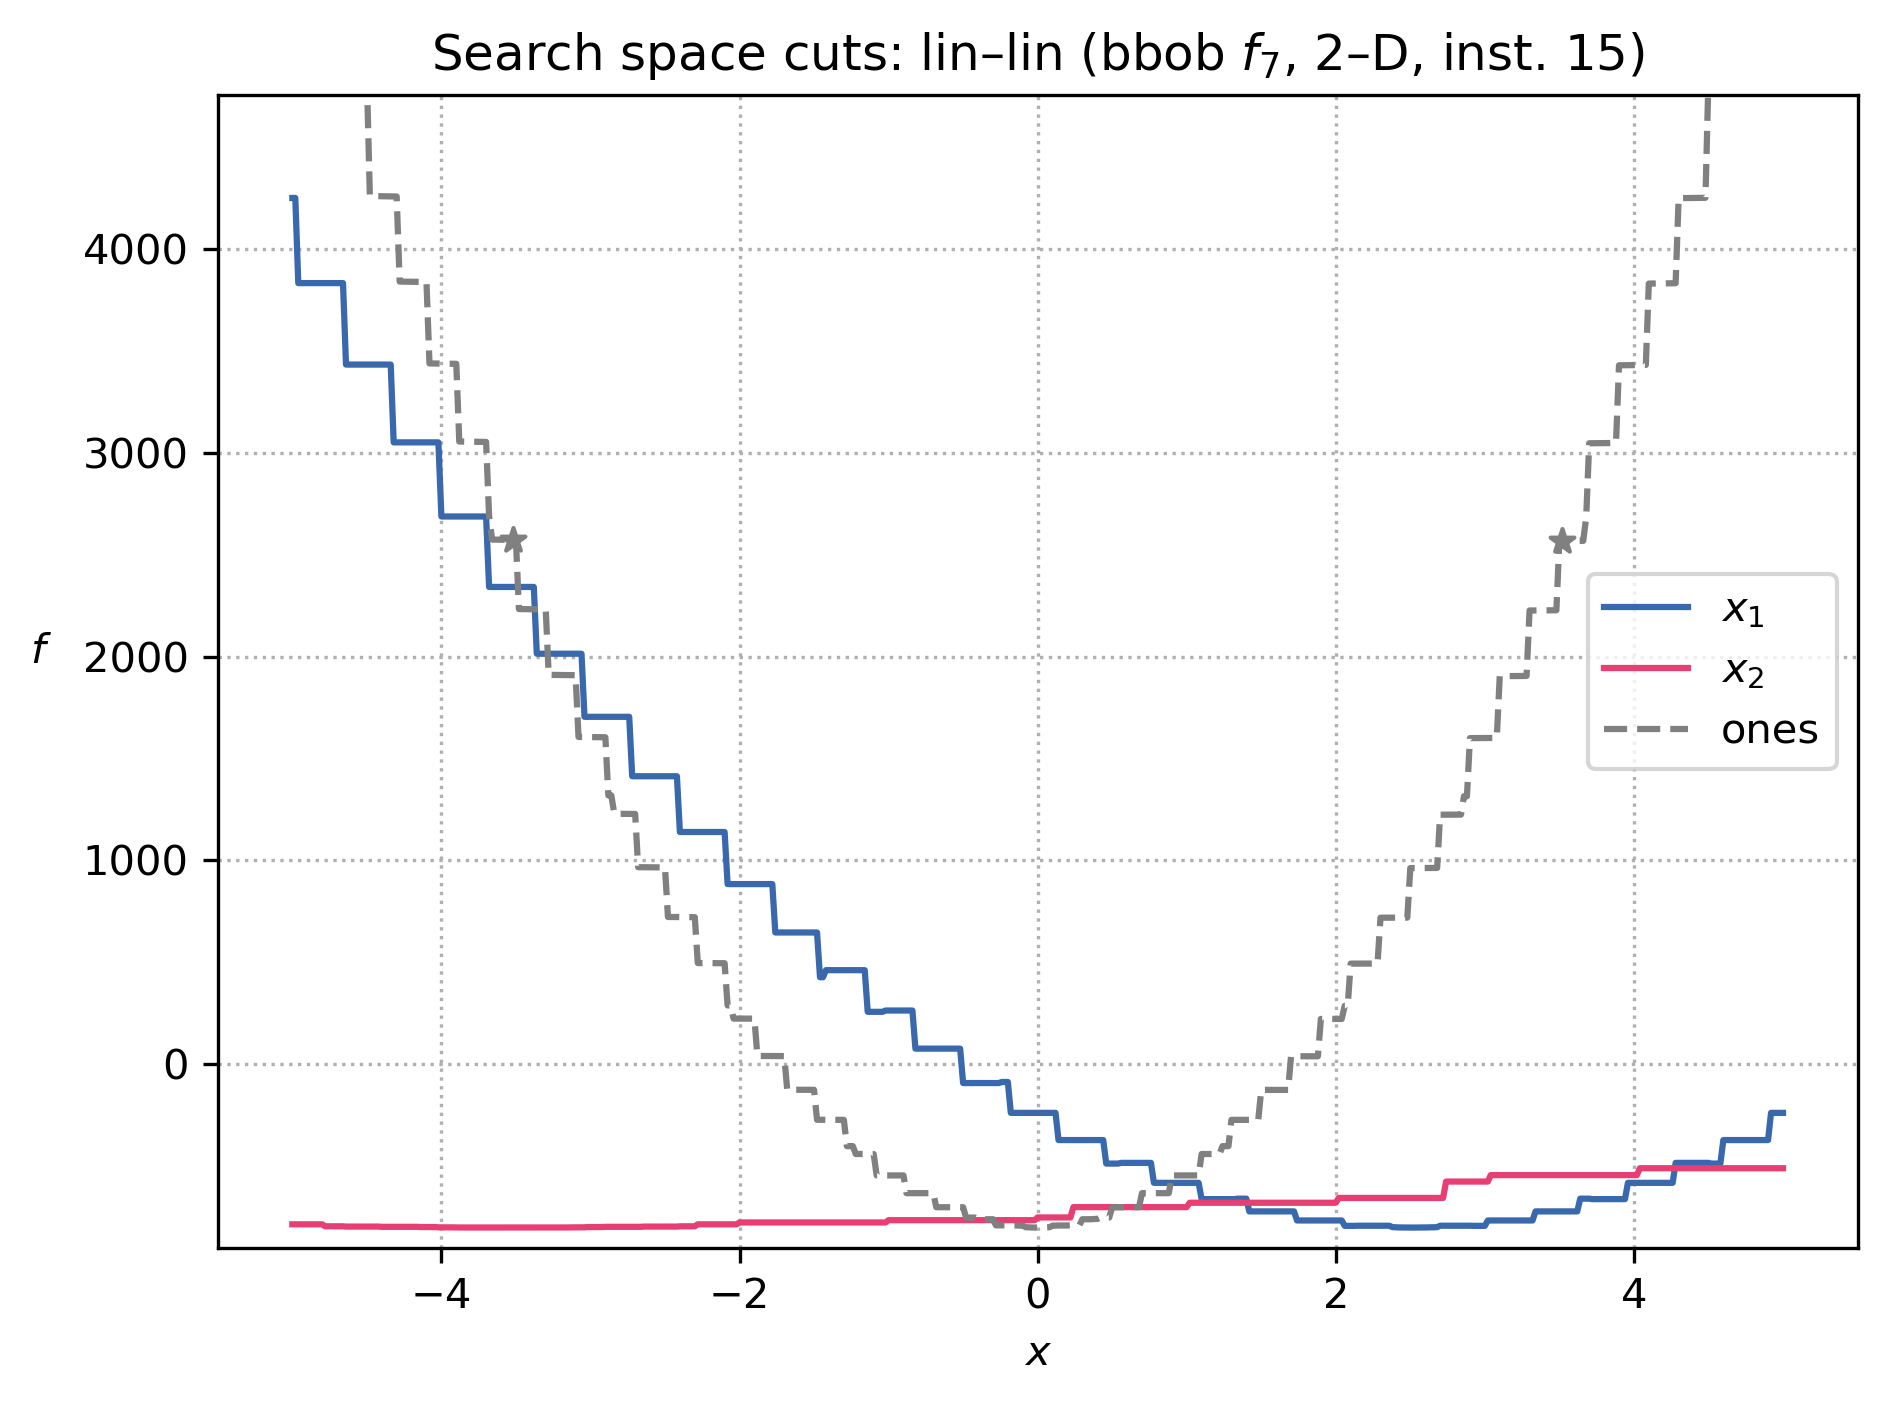 Search space cuts: lin–lin (bbob f₇, 2–D, inst. 15)
4000
3000
2000
1000
0
f
x₁
x₂
ones
−4
−2
0
2
4
x